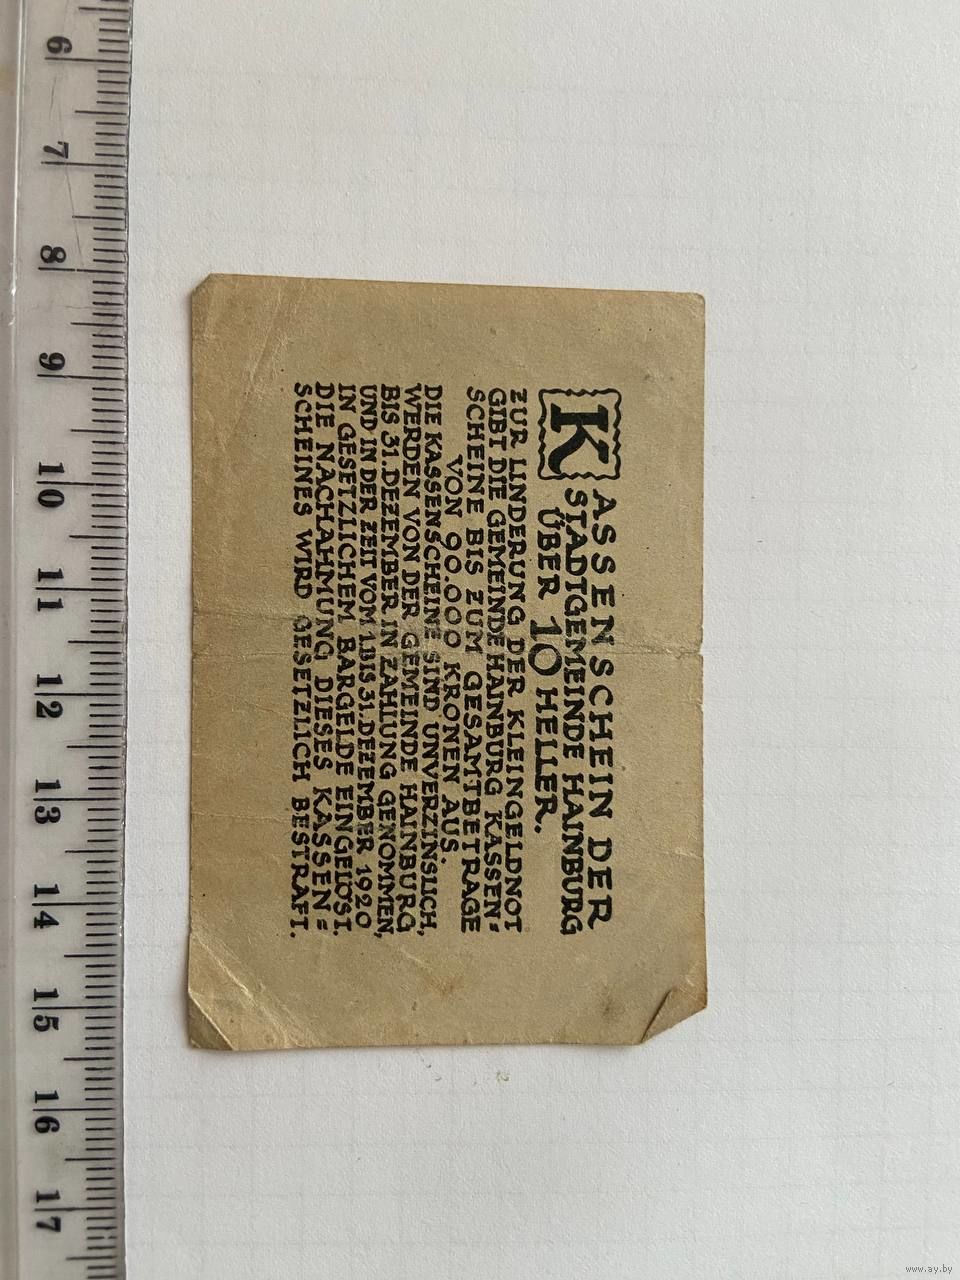 KASSENSCHEIN DER
STADTGEMEINDE HAINBURG
ÜBER 10 HELLER.
ZUR LINDERUNG DER KLEINGELDNOT
GIBT DIE GEMEINDE HAINBURG KASSEN=
SCHEINE BIS ZUM GESAMTBETRAGE
VON 90.000 KRONEN AUS.
DIE KASSENSCHEINE SIND UNVERZINSLICH,
WERDEN VON DER GEMEINDE HAINBURG
BIS 31. DEZEMBER IN ZAHLUNG GENOMMEN,
UND IN DER ZEIT VOM 1. BIS 31. DEZEMBER 1920
IN GESETZLICHEM BARGELDE EINGELÖST.
DIE NACHAHMUNG DIESES KASSEN=
SCHEINES WIRD GESETZLICH BESTRAFT.
6 7 8 9 10 11 12 13 14 15 16 17
www.ay.by